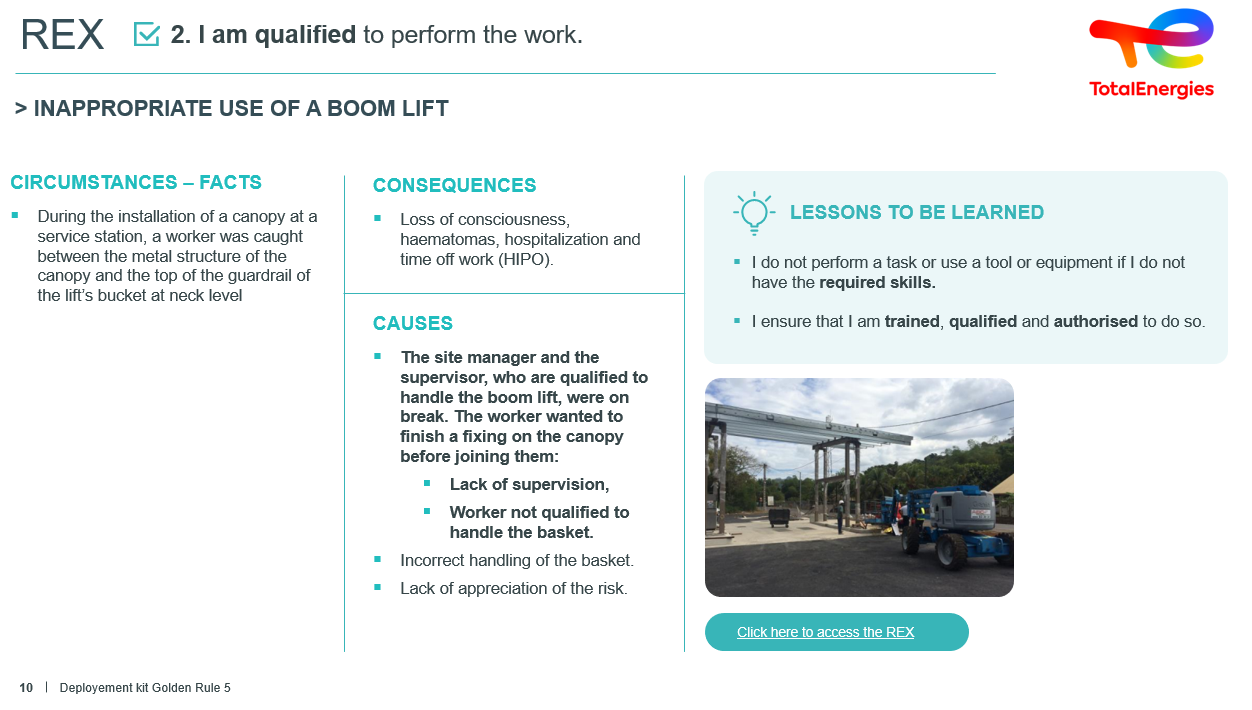 REX
2. I am qualified to perform the work.
TotalEnergies
> INAPPROPRIATE USE OF A BOOM LIFT
CIRCUMSTANCES – FACTS
During the installation of a canopy at a
service station, a worker was caught
between the metal structure of the
canopy and the top of the guardrail of
the lift’s bucket at neck level
CONSEQUENCES
Loss of consciousness,
haematomas, hospitalization and
time off work (HIPO).
CAUSES
The site manager and the
supervisor, who are qualified to
handle the boom lift, were on
break. The worker wanted to
finish a fixing on the canopy
before joining them:
Lack of supervision,
Worker not qualified to
handle the basket.
Incorrect handling of the basket.
Lack of appreciation of the risk.
LESSONS TO BE LEARNED
I do not perform a task or use a tool or equipment if I do not
have the required skills.
I ensure that I am trained, qualified and authorised to do so.
Click here to access the REX
10 | Deployement kit Golden Rule 5